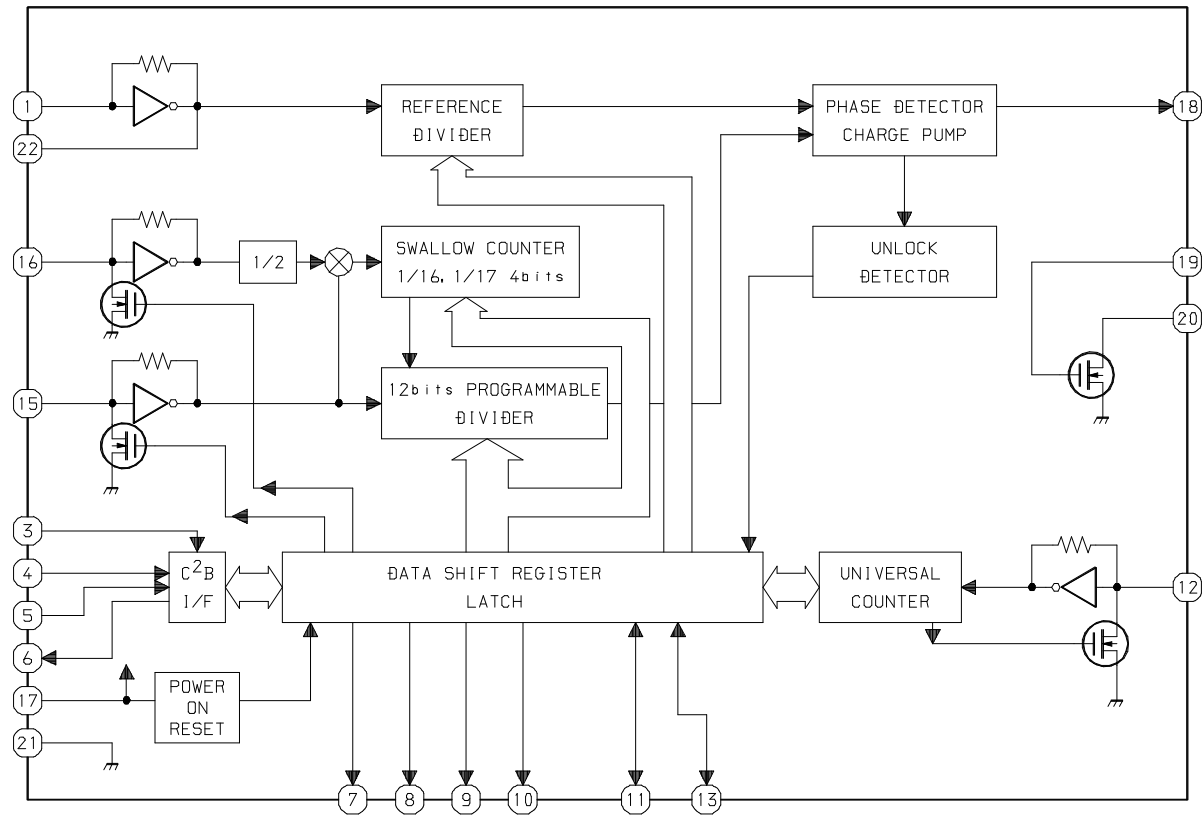 1
REFERENCE
DIVIDER
PHASE DETECTOR
CHARGE PUMP
18
22
16
1/2
SWALLOW COUNTER
1/16, 1/17 4bits
UNLOCK
DETECTOR
19
20
15
12bits PROGRAMMABLE
DIVIDER
3
4
5
6
C2B
I/F
DATA SHIFT REGISTER
LATCH
UNIVERSAL
COUNTER
12
17
POWER
ON
RESET
21
7
8
9
10
11
13